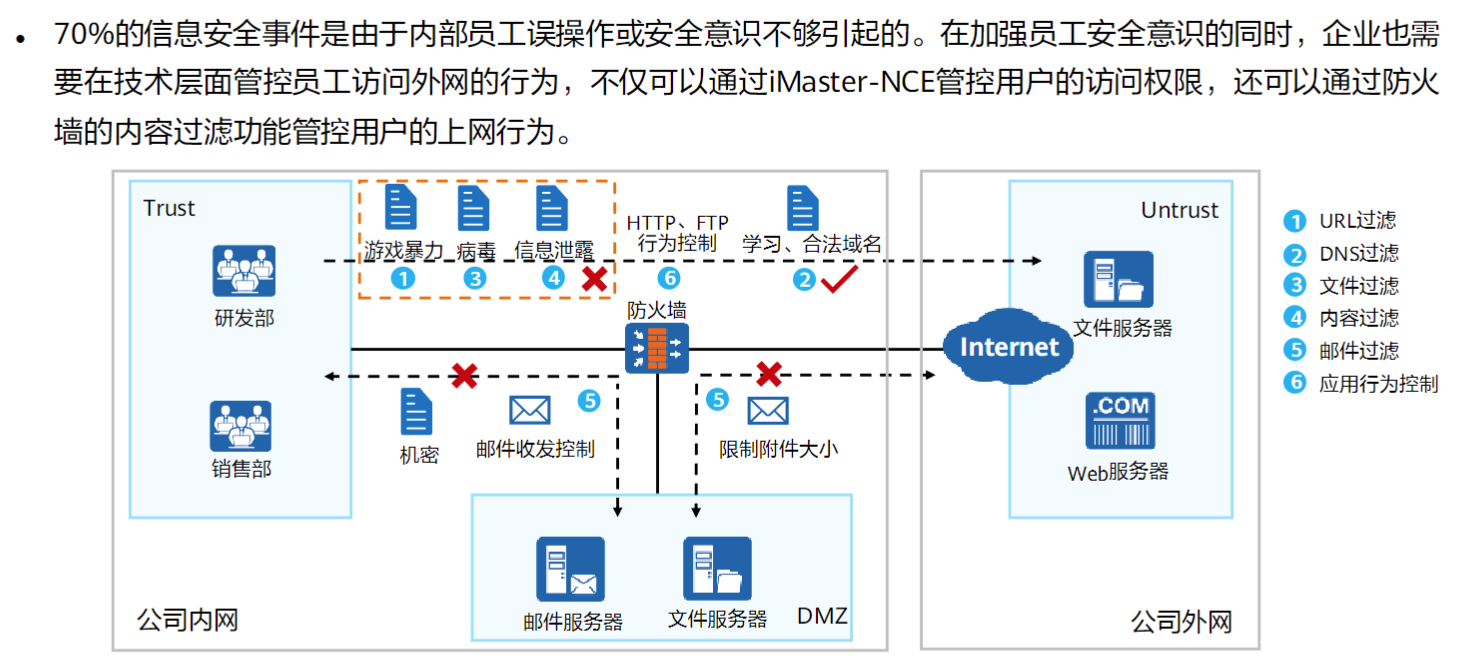 • 70%的信息安全事件是由于内部员工误操作或安全意识不够引起的。在加强员工安全意识的同时，企业也需
要在技术层面管控员工访问外网的行为，不仅可以通过iMaster-NCE管控用户的访问权限，还可以通过防火
墙的内容过滤功能管控用户的上网行为。
Trust
研发部
销售部
游戏暴力
1
病毒
3
信息泄露
4
HTTP、FTP
行为控制
6
学习、合法域名
2
防火墙
机密
邮件收发控制
5
5
限制附件大小
邮件服务器
文件服务器
DMZ
公司内网
Untrust
文件服务器
Internet
.COM
Web服务器
公司外网
1 URL过滤
2 DNS过滤
3 文件过滤
4 内容过滤
5 邮件过滤
6 应用行为控制